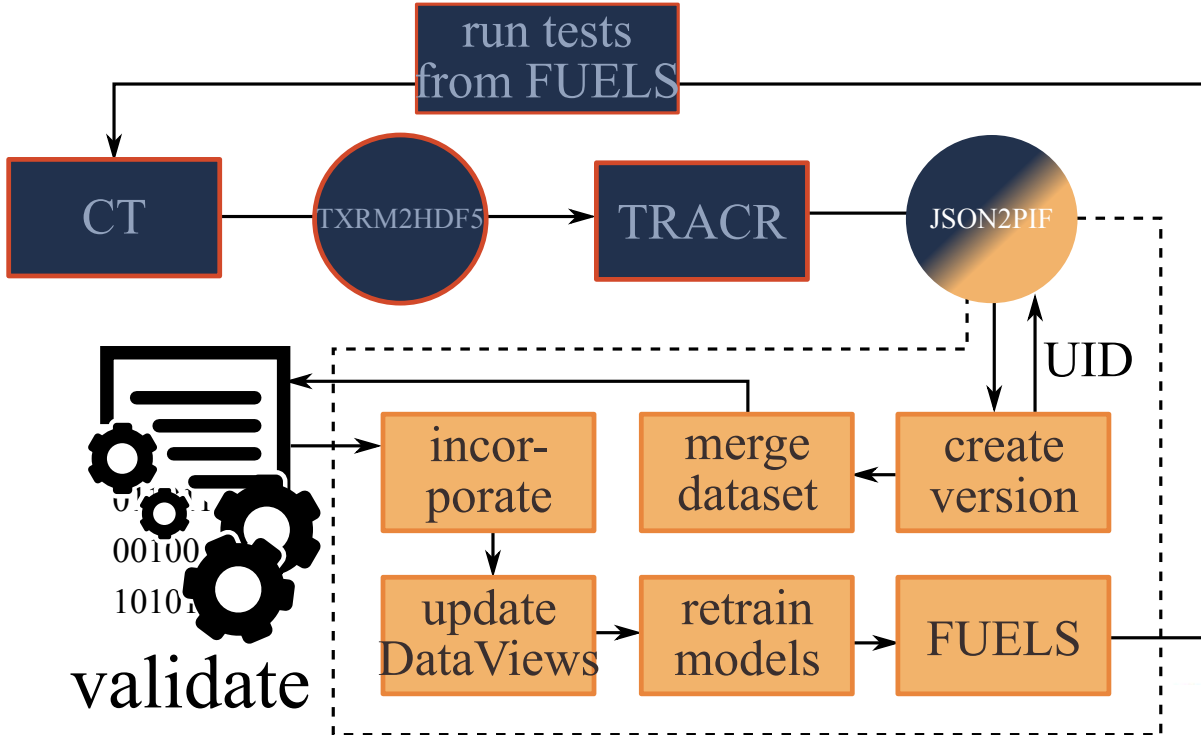 run tests
from FUELS
CT
TXRM2HDF5
TRACR
JSON2PIF
UID
incor-
porate
merge
dataset
create
version
00100
10101
update
DataViews
retrain
models
FUELS
validate